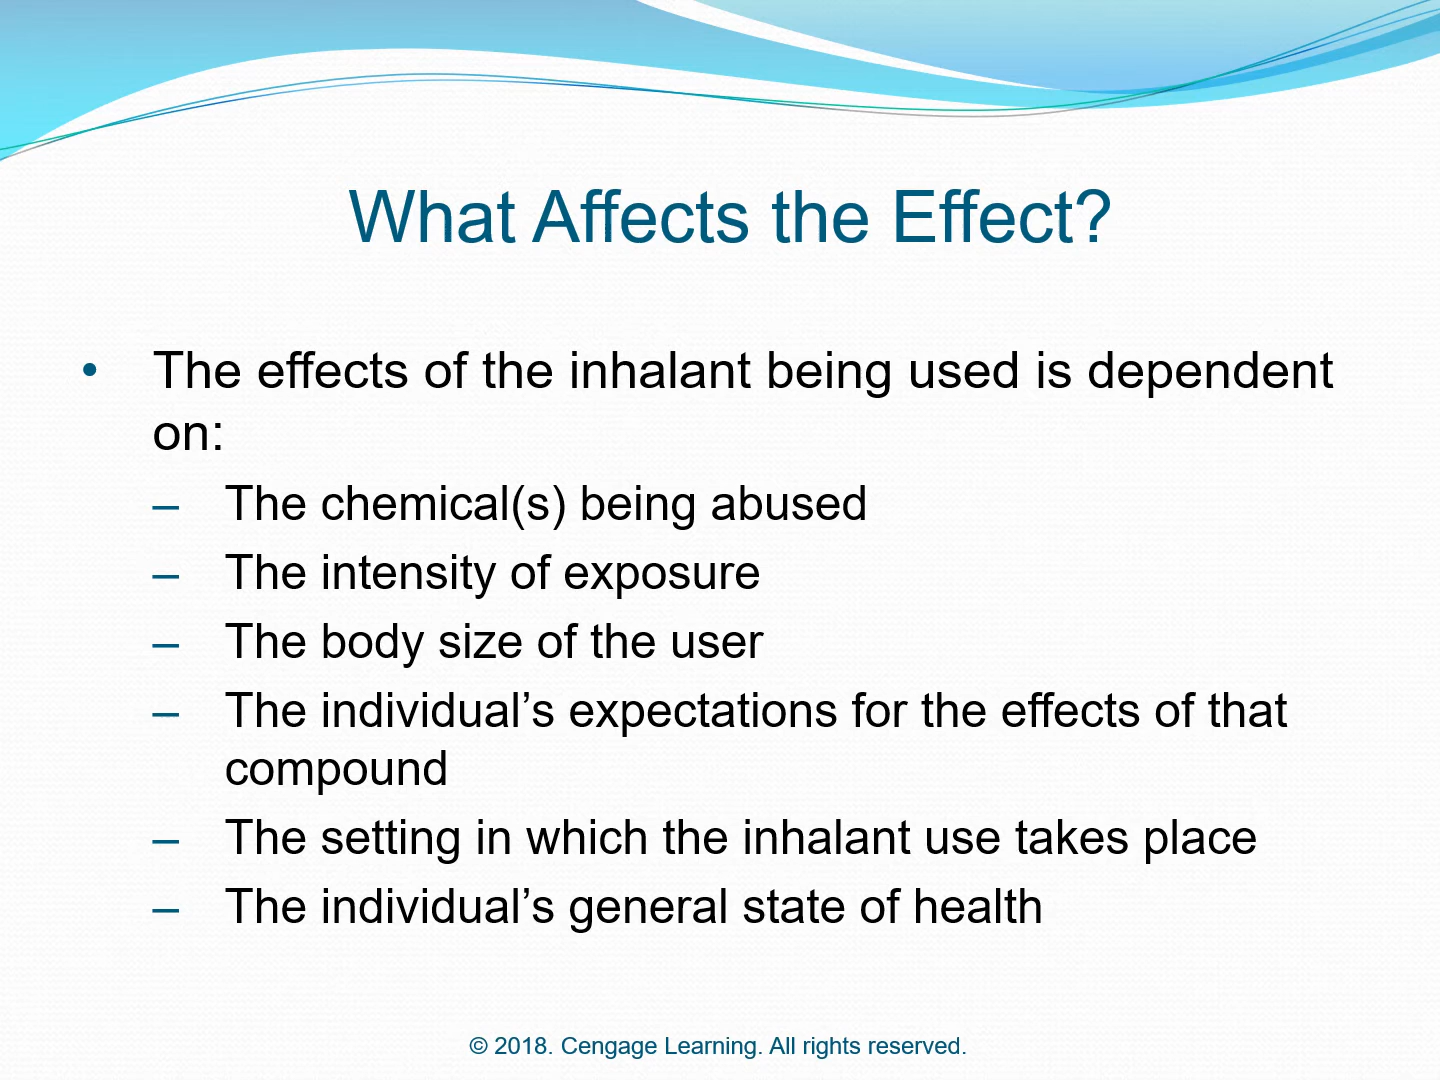 What Affects the Effect?
• The effects of the inhalant being used is dependent
on:
– The chemical(s) being abused
– The intensity of exposure
– The body size of the user
– The individual’s expectations for the effects of that
compound
– The setting in which the inhalant use takes place
– The individual’s general state of health
© 2018. Cengage Learning. All rights reserved.